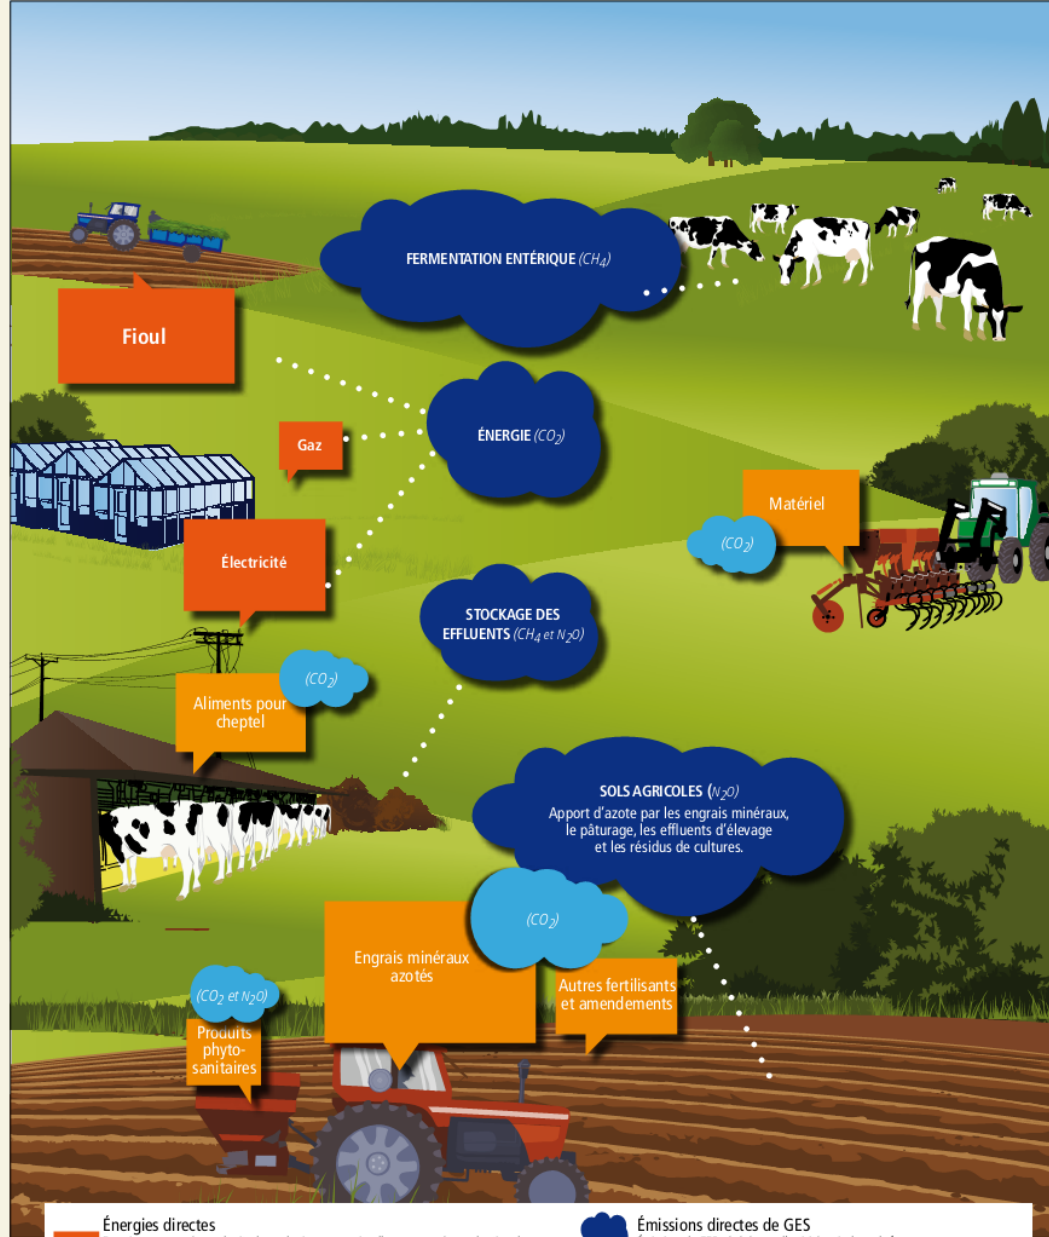 FERMENTATION ENTÉRIQUE (CH4)
Fioul
ÉNERGIE (CO2)
Gaz
Matériel
(CO2)
Électricité
STOCKAGE DES
EFFLUENTS (CH4 et N2O)
(CO2)
Aliments pour
cheptel
SOLS AGRICOLES (N2O)
Apport d’azote par les engrais minéraux,
le pâturage, les effluents d’élevage
et les résidus de cultures.
(CO2)
Engrais minéraux
azotés
Autres fertilisants
et amendements
(CO2 et N2O)
Produits
phyto-
sanitaires
Énergies directes
Émissions directes de GES